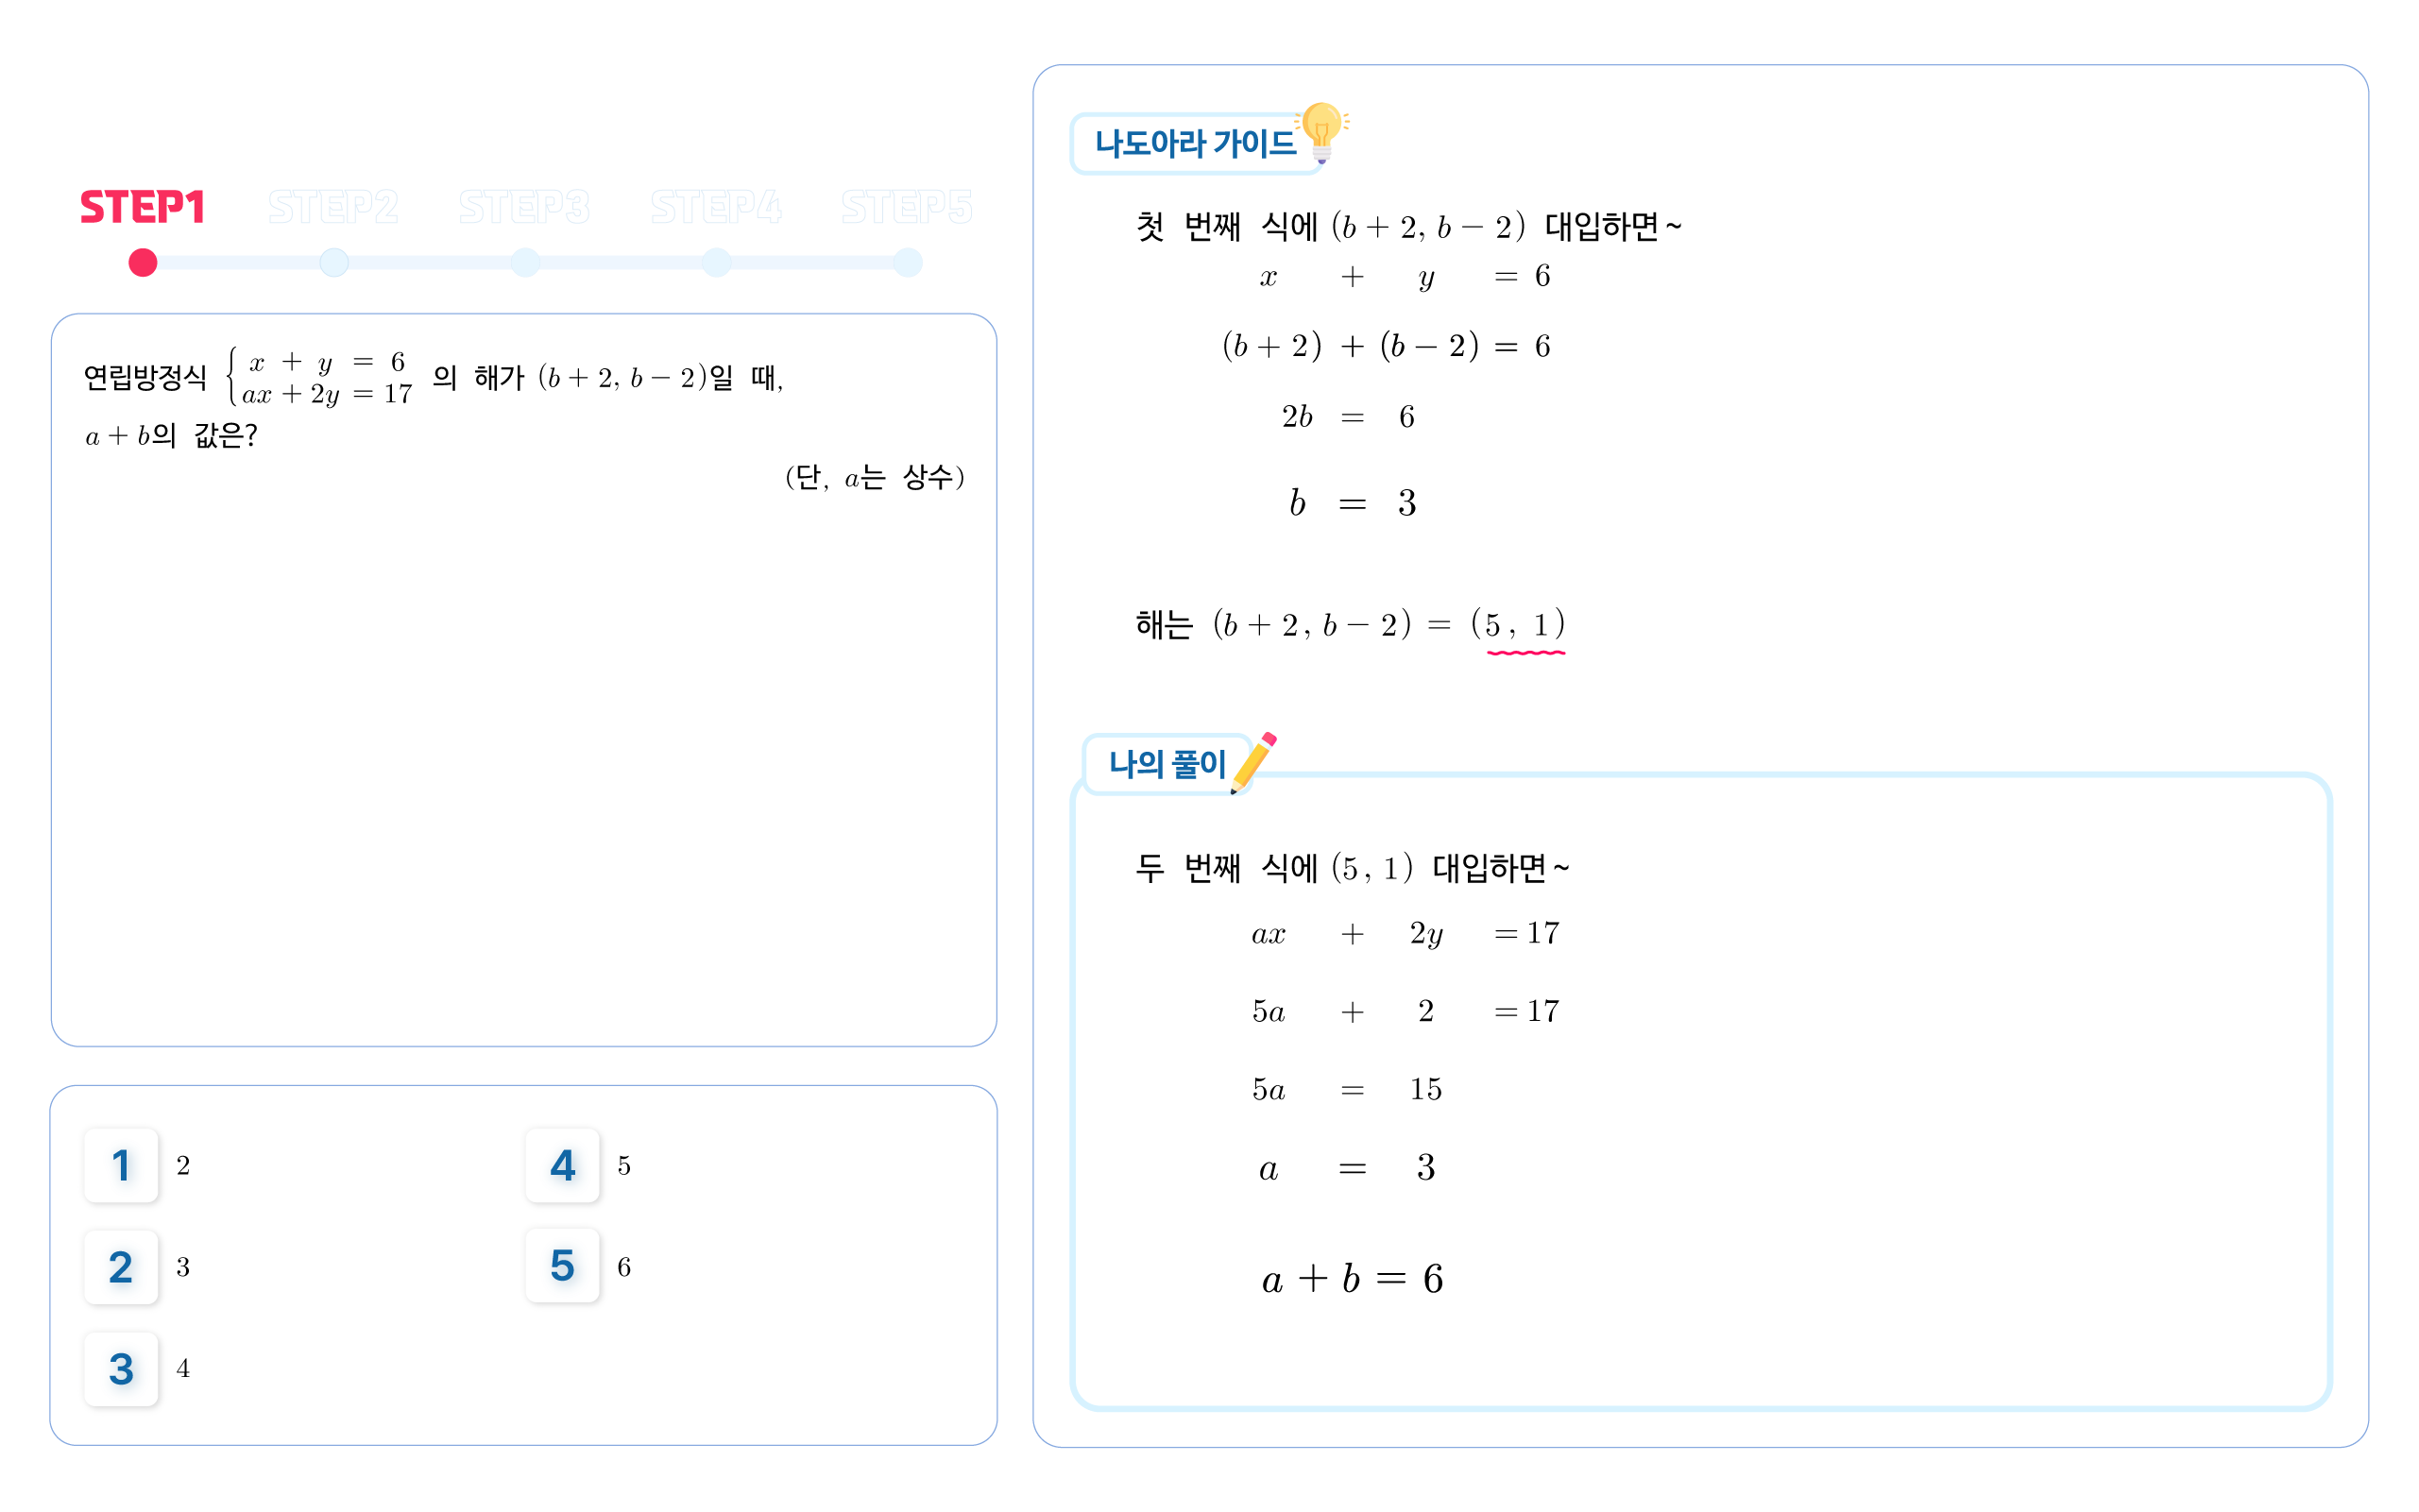 STEP1 STEP2 STEP3 STEP4 STEP5
연립방정식 { x + y = 6
ax + 2y = 17 의 해가 (b + 2, b − 2)일 때,
a + b의 값은?
(단, a는 상수)
1 2
2 3
3 4
4 5
5 6
나도아라 가이드
첫 번째 식에 (b + 2, b − 2) 대입하면 ~
x + y = 6
(b + 2) + (b − 2) = 6
2b = 6
b = 3
해는 (b + 2, b − 2) = (5, 1)
나의 풀이
두 번째 식에 (5, 1) 대입하면 ~
ax + 2y = 17
5a + 2 = 17
5a = 15
a = 3
a + b = 6